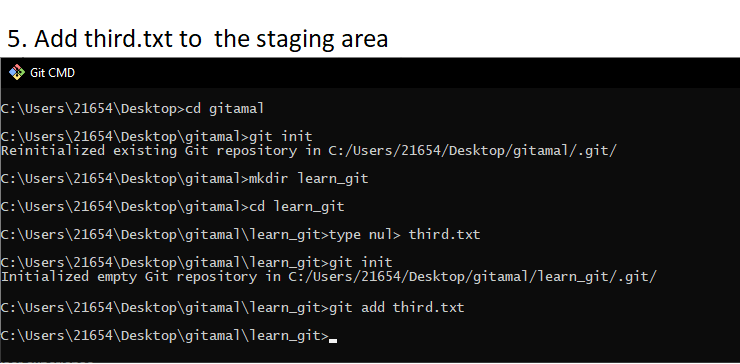 5. Add third.txt to the staging area
Git CMD
C:\Users\21654\Desktop>cd gitamal
C:\Users\21654\Desktop\gitamal>git init
Reinitialized existing Git repository in C:/Users/21654/Desktop/gitamal/.git/
C:\Users\21654\Desktop\gitamal>mkdir learn_git
C:\Users\21654\Desktop\gitamal>cd learn_git
C:\Users\21654\Desktop\gitamal\learn_git>type nul> third.txt
C:\Users\21654\Desktop\gitamal\learn_git>git init
Initialized empty Git repository in C:/Users/21654/Desktop/gitamal/learn_git/.git/
C:\Users\21654\Desktop\gitamal\learn_git>git add third.txt
C:\Users\21654\Desktop\gitamal\learn_git>